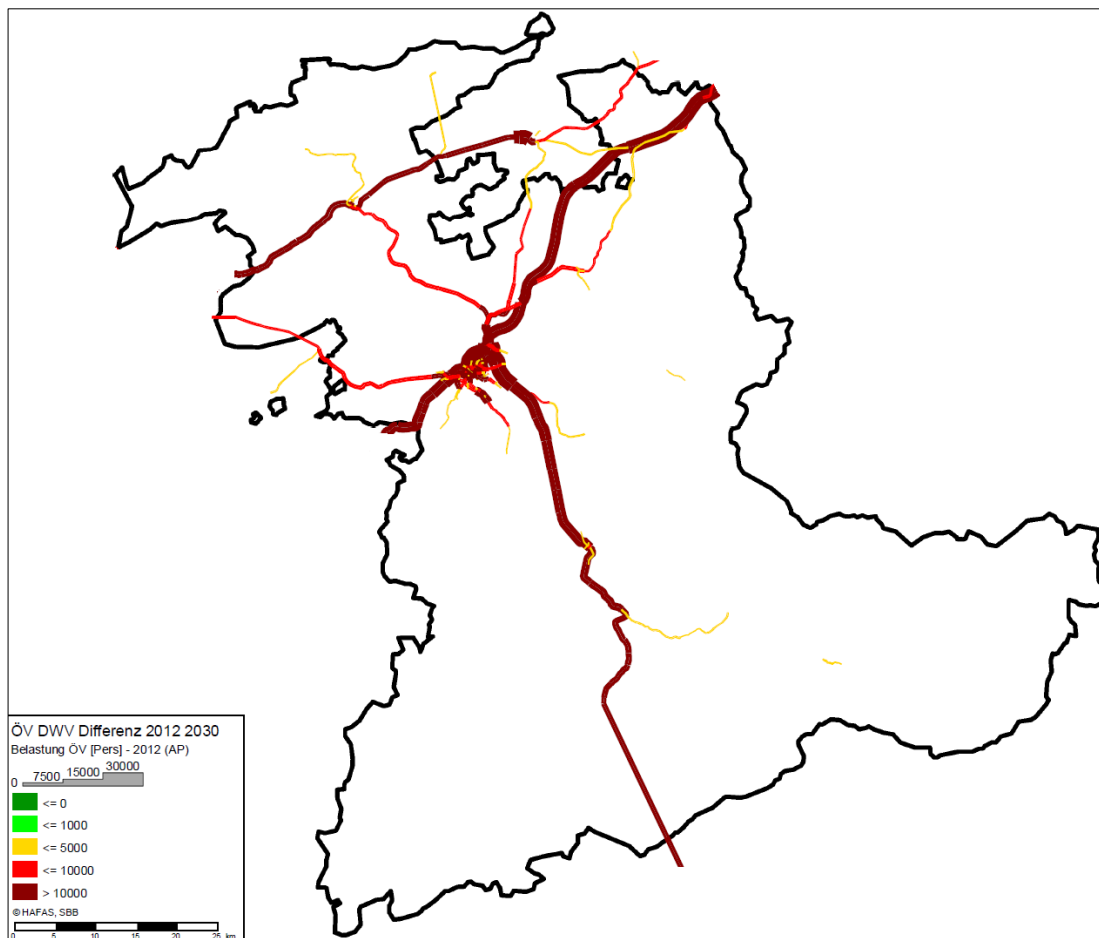 ÖV DWV Differenz 2012 2030
Belastung ÖV [Pers] - 2012 (AP)
0 7500 15000 30000
<= 0
<= 1000
<= 5000
<= 10000
> 10000
© HAFAS, SBB
0 5 10 15 20 25 km